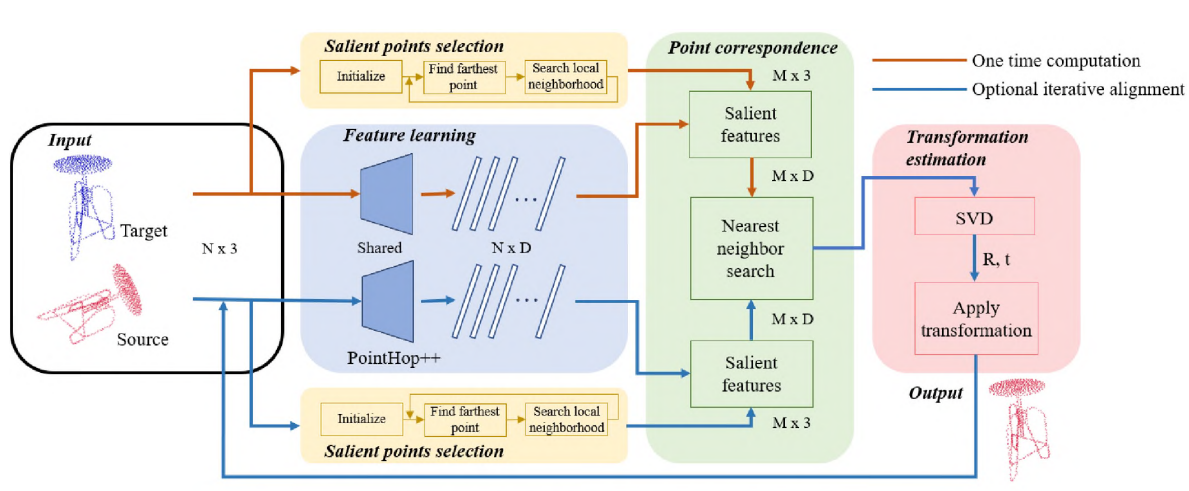 Salient points selection
Initialize
Find farthest
point
Search local
neighborhood
Point correspondence
M x 3
Salient
features
M x D
Nearest
neighbor
search
M x D
Salient
features
M x 3
One time computation
Optional iterative alignment
Input
Target
N x 3
Source
Feature learning
Shared
N x D
PointHop++
Transformation
estimation
SVD
R, t
Apply
transformation
Output
Initialize
Find farthest
point
Search local
neighborhood
Salient points selection